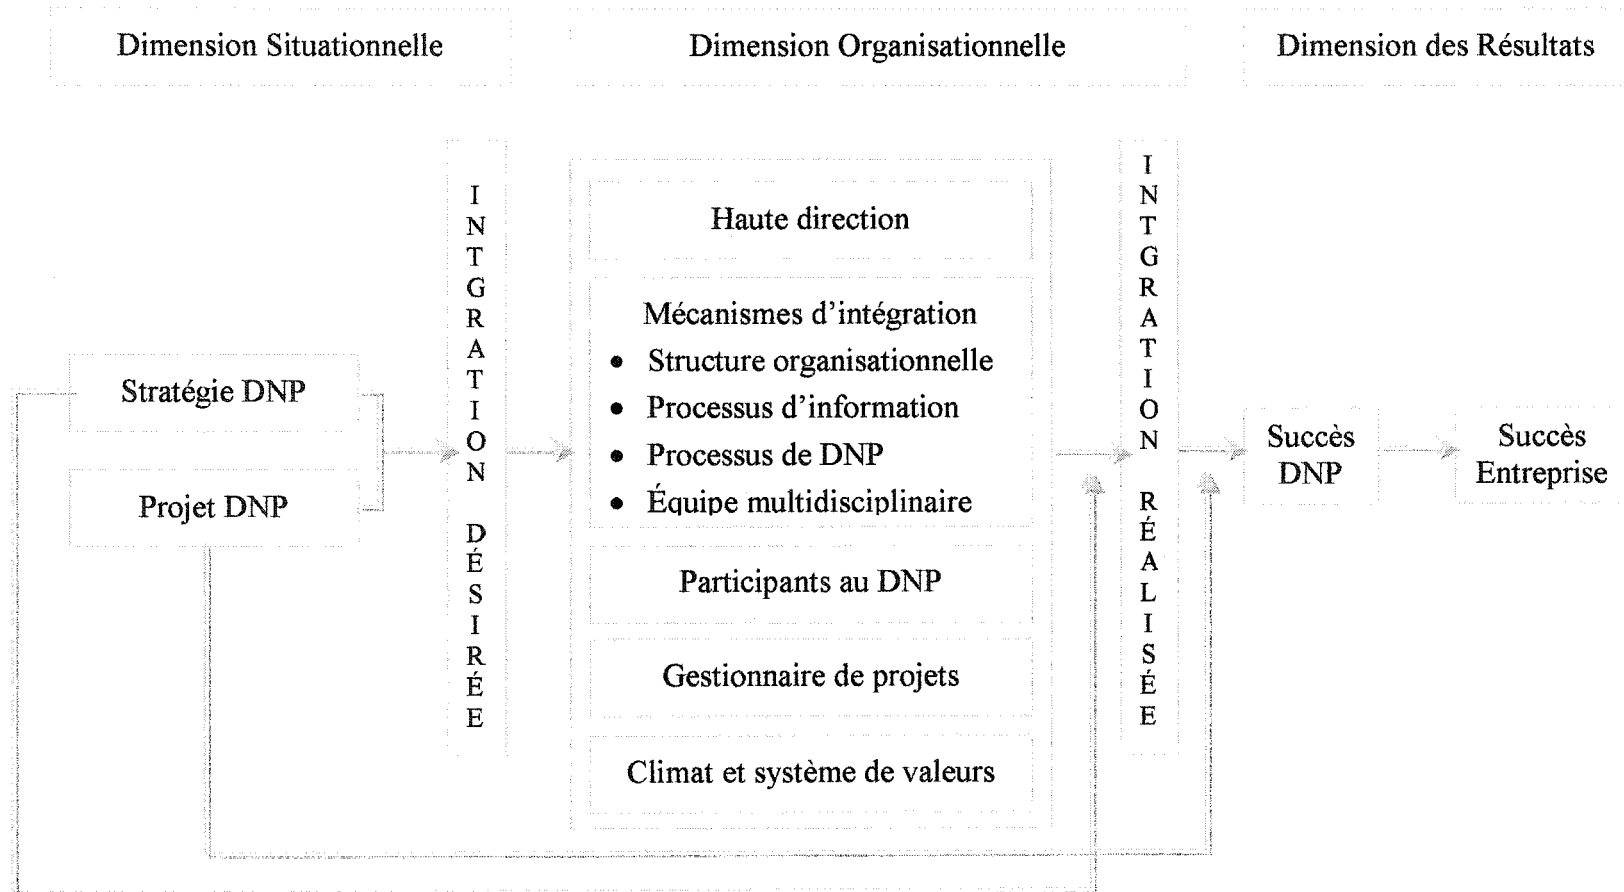 Dimension Situationnelle
Dimension Organisationnelle
Dimension des Résultats
Stratégie DNP
Projet DNP
INTGRATION DÉSIRÉE
Haute direction
Mécanismes d'intégration
• Structure organisationnelle
• Processus d'information
• Processus de DNP
• Équipe multidisciplinaire
Participants au DNP
Gestionnaire de projets
Climat et système de valeurs
INTGRATION RÉALISÉE
Succès
DNP
Succès
Entreprise